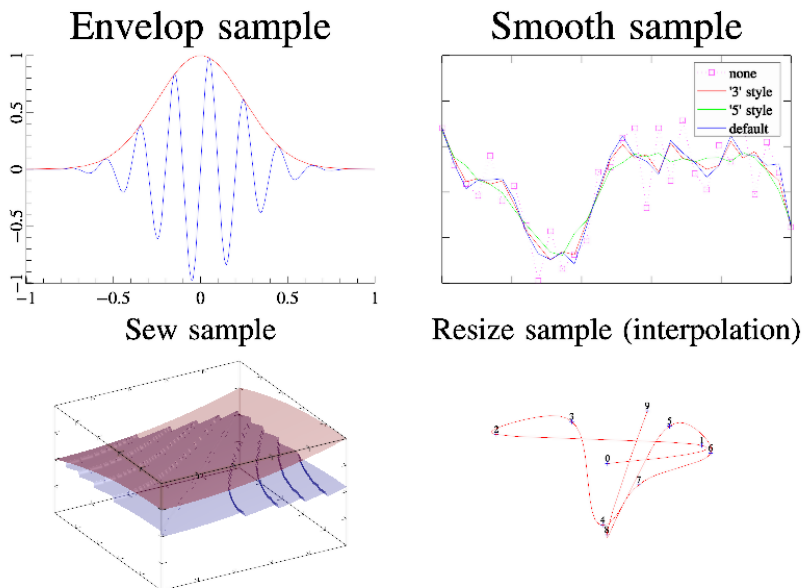 Envelop sample
Smooth sample
1
0.5
0
−0.5
−1
−1
−0.5
0
0.5
1
none
'3' style
'5' style
default
Sew sample
Resize sample (interpolation)
9
2
3
5
1
6
0
7
4
8